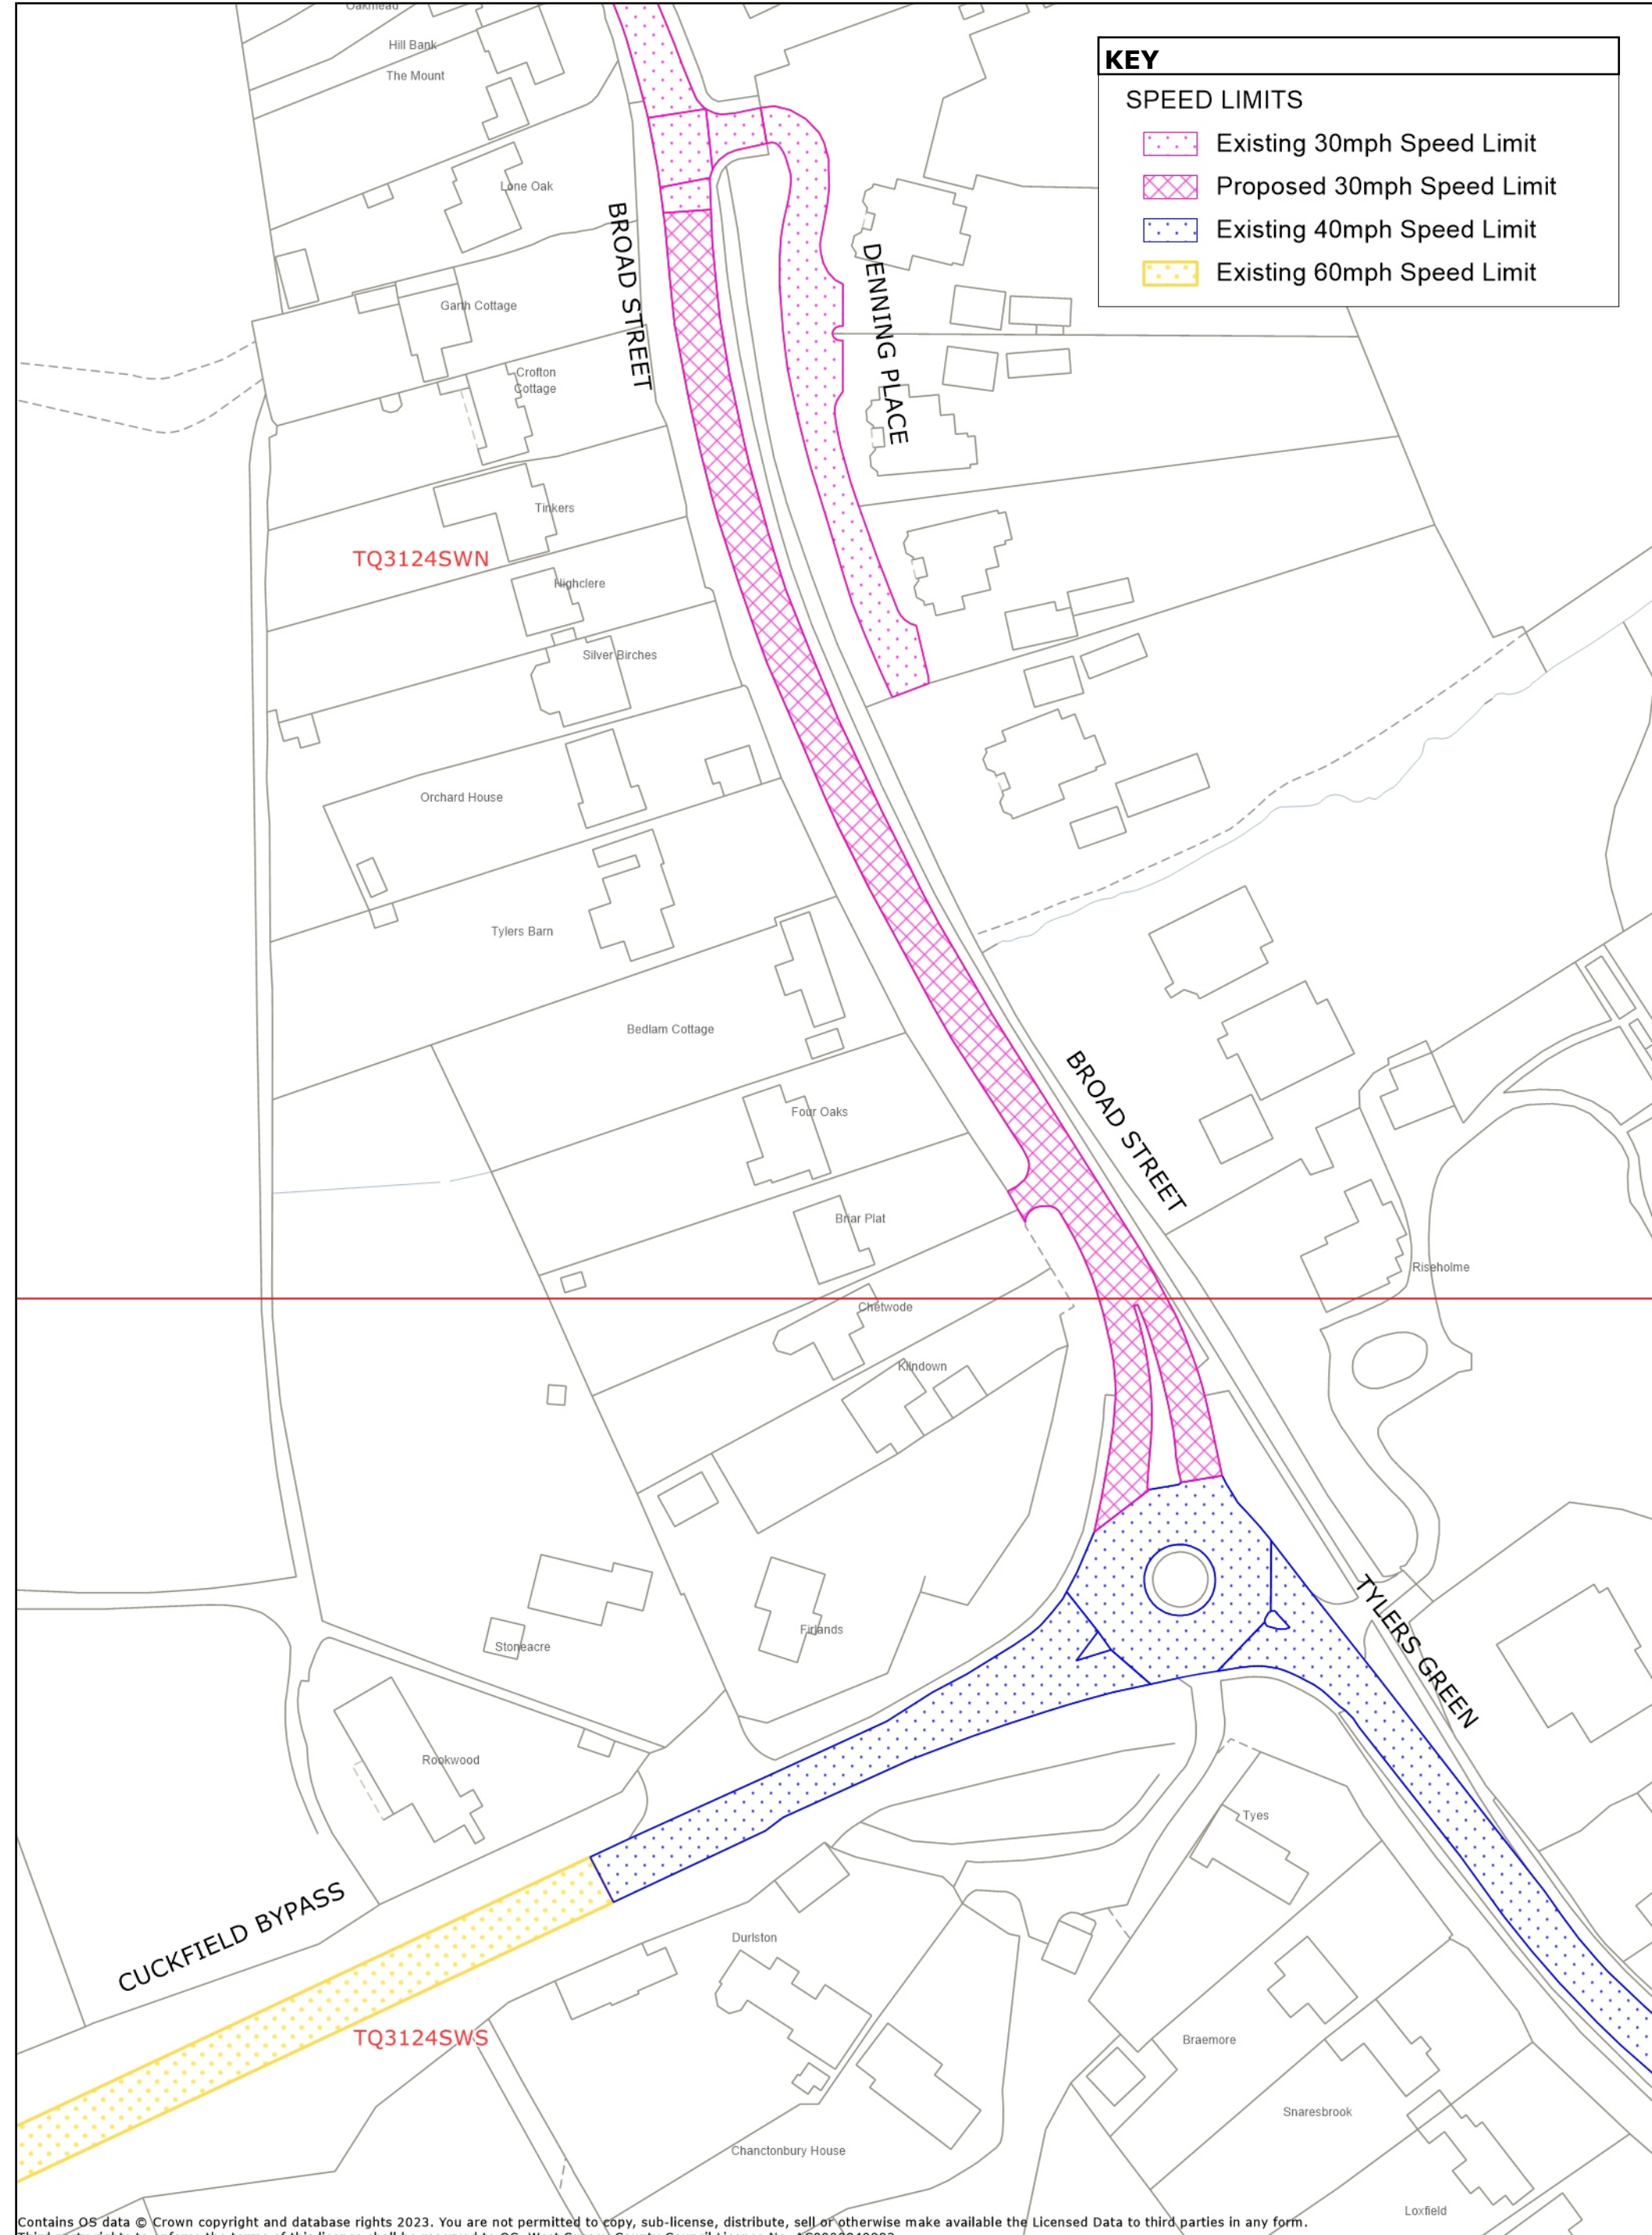 Oakmead
Hill Bank
The Mount
KEY
SPEED LIMITS
Existing 30mph Speed Limit
Proposed 30mph Speed Limit
Existing 40mph Speed Limit
Existing 60mph Speed Limit
Lone Oak
BROAD STREET
DENNING PLACE
Garth Cottage
Crofton
Cottage
Tinkers
TQ3124SWN
Highclere
Silver Birches
Orchard House
Tylers Barn
Bedlam Cottage
BROAD STREET
Four Oaks
Briar Plat
Riseholme
Chetwode
Kilndown
TYLERS GREEN
Firlands
Stoneacre
Rookwood
Tyes
CUCKFIELD BYPASS
Durlston
TQ3124SWS
Braemore
Snaresbrook
Chanctonbury House
Loxfield
Contains OS data © Crown copyright and database rights 2023. You are not permitted to copy, sub-license, distribute, sell or otherwise make available the Licensed Data to third parties in any form.